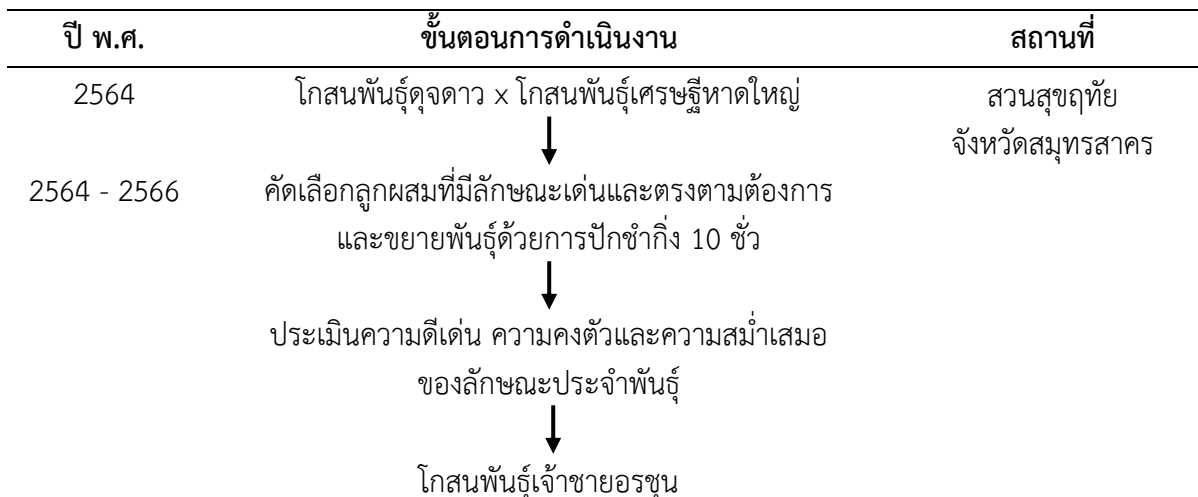 ปี พ.ศ. ขั้นตอนการดำเนินงาน สถานที่
2564 โกสนพันธุ์ดุจดาว x โกสนพันธุ์เศรษฐีหาดใหญ่ สวนสุขฤทัย
จังหวัดสมุทรสาคร
2564 - 2566 คัดเลือกลูกผสมที่มีลักษณะเด่นและตรงตามต้องการ
และขยายพันธุ์ด้วยการปักชำกิ่ง 10 ชั่ว
ประเมินความดีเด่น ความคงตัวและความสม่ำเสมอ
ของลักษณะประจำพันธุ์
โกสนพันธุ์เจ้าชายอรชุน